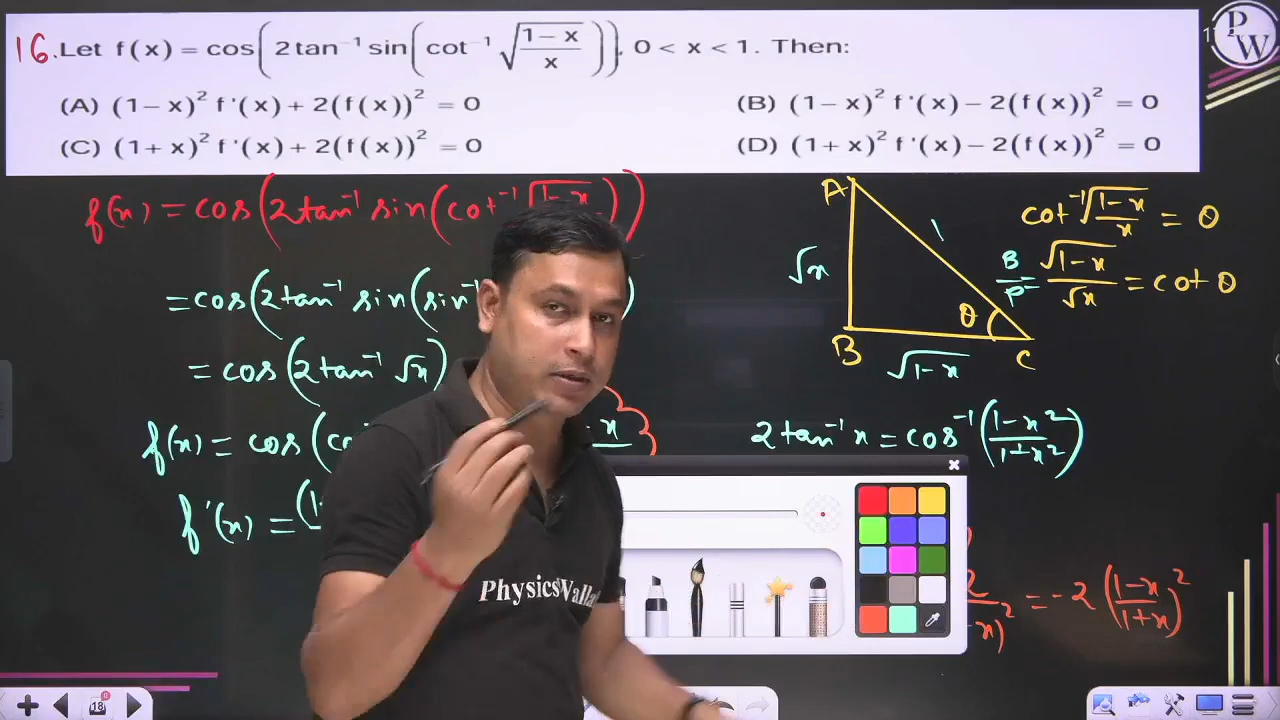 16. Let f(x) = cos(2tan⁻¹ sin(cot⁻¹ √((1−x)/x))), 0 < x < 1. Then:
(A) (1−x)² f'(x) + 2(f(x))² = 0
(B) (1−x)² f'(x) − 2(f(x))² = 0
(C) (1+x)² f'(x) + 2(f(x))² = 0
(D) (1+x)² f'(x) − 2(f(x))² = 0
PW
f(x) = cos(2tan⁻¹ sin(cot⁻¹ √(1−x
= cos(2tan⁻¹ sin(sin⁻¹
= cos(2tan⁻¹ √x)
f(x) = cos(
f'(x) =
A
√x
1
B
√1−x
C
θ
cot⁻¹ √((1−x)/x) = θ
B/P = √1−x/√x = cot θ
2tan⁻¹ x = cos⁻¹((1−x²)/(1+x²))
= −2((1−x)/(1+x))²
18